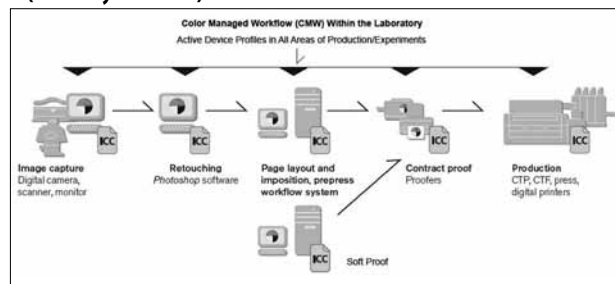 Color Managed Workflow (CMW) Within the Laboratory
Active Device Profiles in All Areas of Production/Experiments
ICC
ICC
ICC
ICC
ICC
Image capture
Digital camera,
scanner, monitor
Retouching
Photoshop software
Page layout and
imposition, prepress
workflow system
Contract proof
Proofers
Production
CTP, CTF, press,
digital printers
ICC
Soft Proof